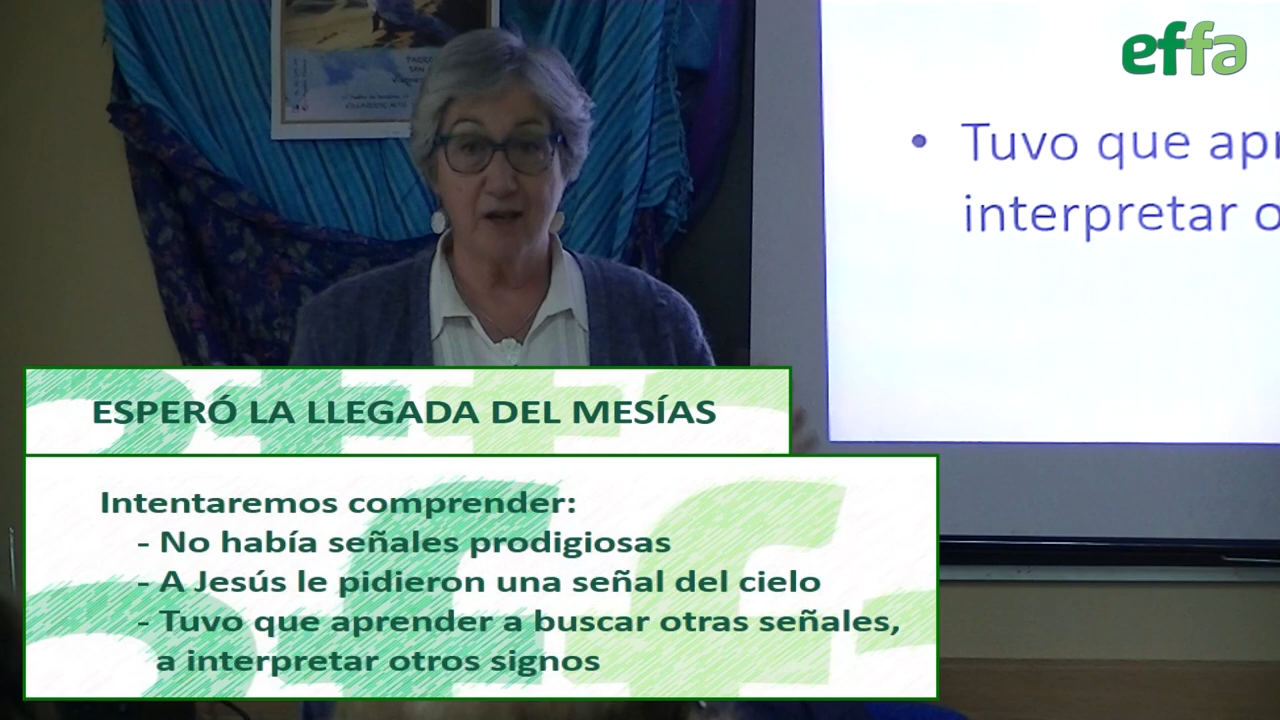 effa
Tuvo que
interpretar
ESPERÓ LA LLEGADA DEL MESÍAS
Intentaremos comprender:
- No había señales prodigiosas
- A Jesús le pidieron una señal del cielo
- Tuvo que aprender a buscar otras señales,
a interpretar otros signos